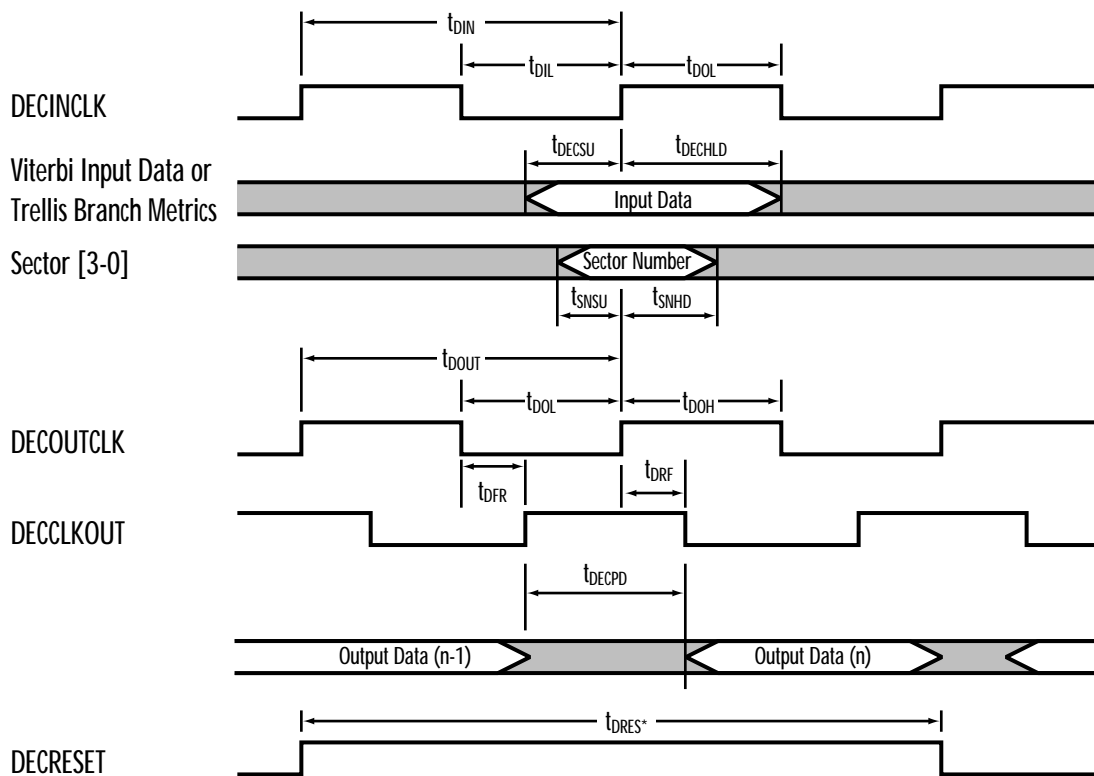 tDIN
tDIL
tDOL
DECINCLK
tDECSU
tDECHLD
Viterbi Input Data or
Trellis Branch Metrics
Input Data
Sector [3-0]
Sector Number
tSNSU
tSNHD
tDOUT
tDOL
tDOH
DECOUTCLK
tDFR
tDRF
DECCLKOUT
tDECPD
Output Data (n-1)
Output Data (n)
tDRES*
DECRESET